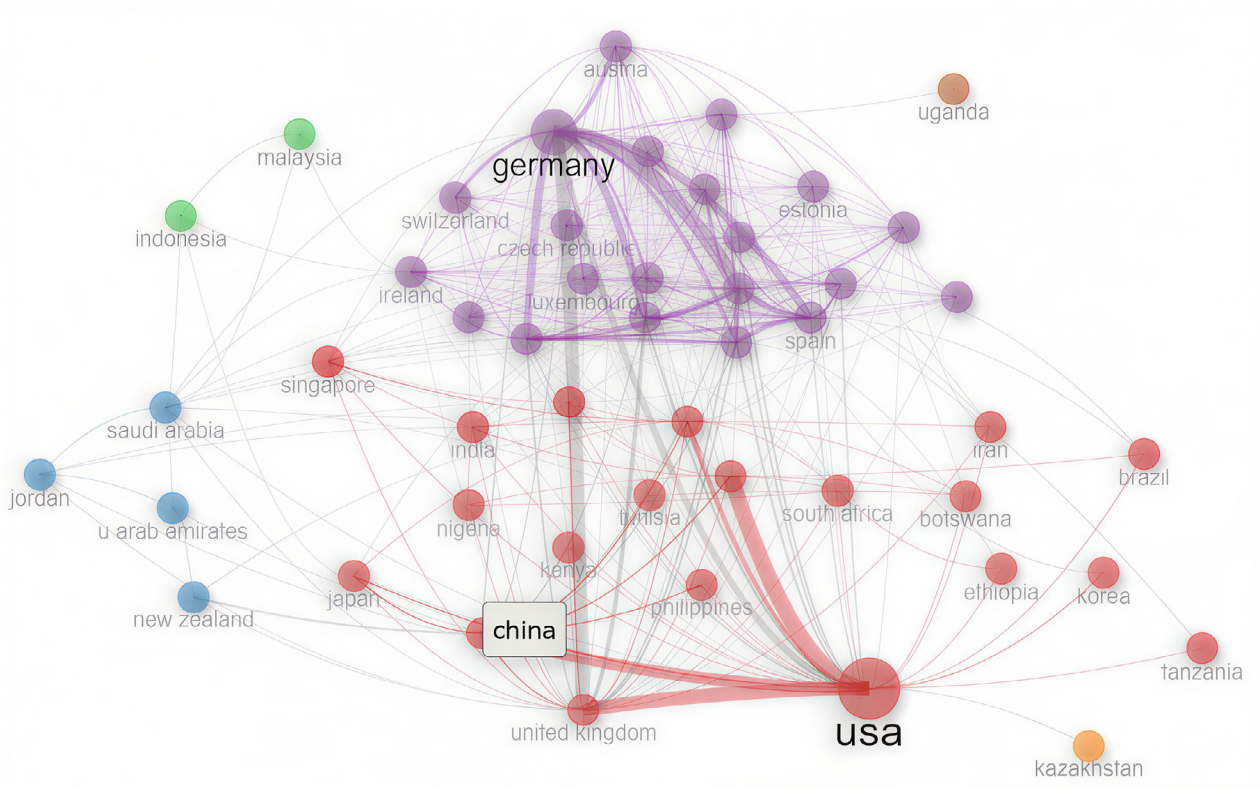 austria
uganda
malaysia
germany
estonia
swilzerland
indonesia
czech republic
ireland
luxembourg
spain
singapore
saudi arabia
india
iran
brazil
jordan
tunisia
south africa
botswana
u arab emirates
nigeria
kenya
ethiopia
korea
japan
philippines
new zealand
china
tanzania
united kingdom
usa
kazakhstan